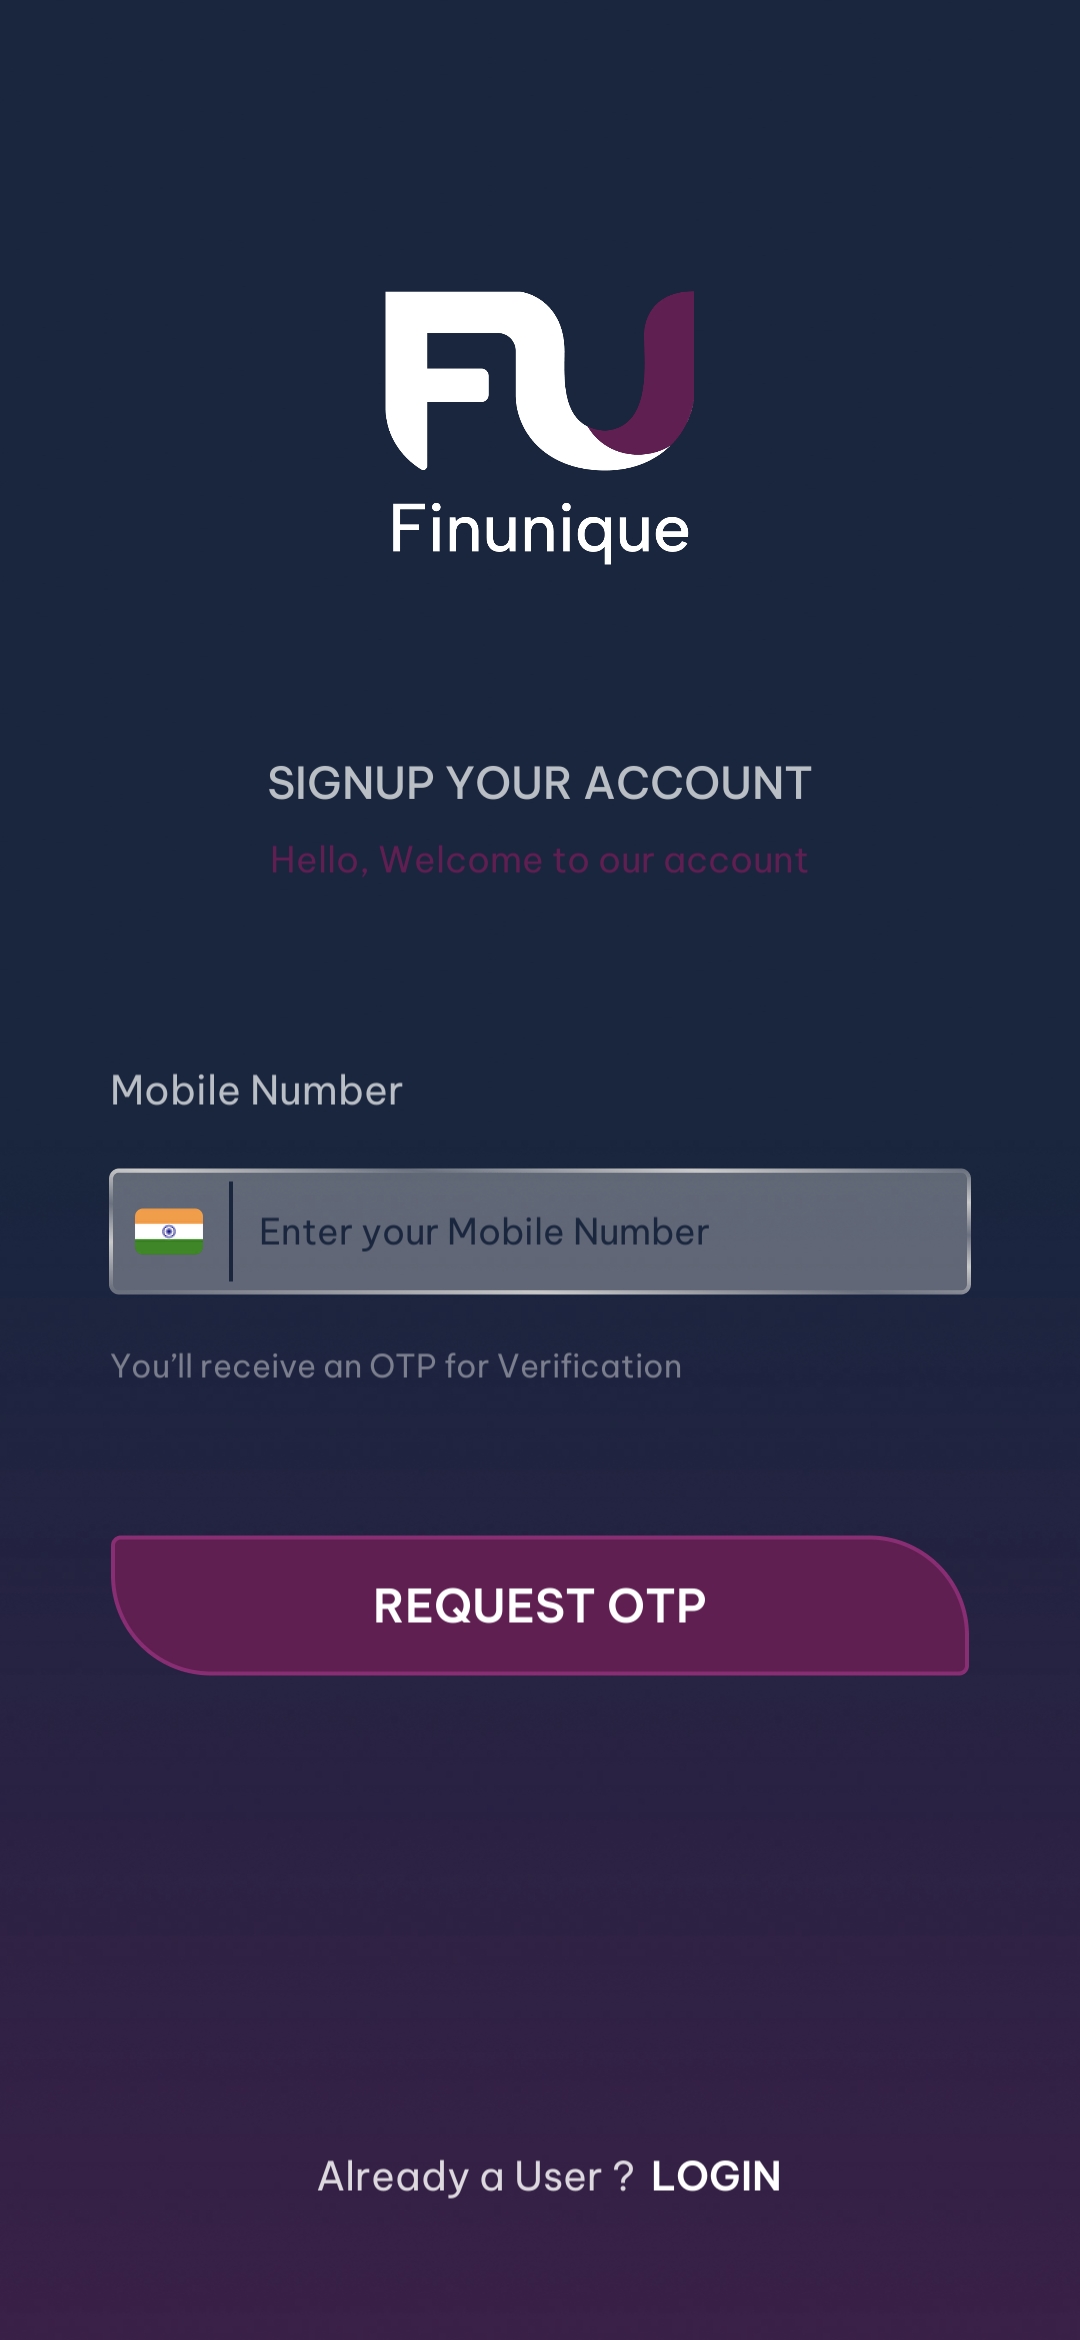 FU
Finunique
SIGNUP YOUR ACCOUNT
Hello, Welcome to our account
Mobile Number
Enter your Mobile Number
You’ll receive an OTP for Verification
REQUEST OTP
Already a User ? LOGIN